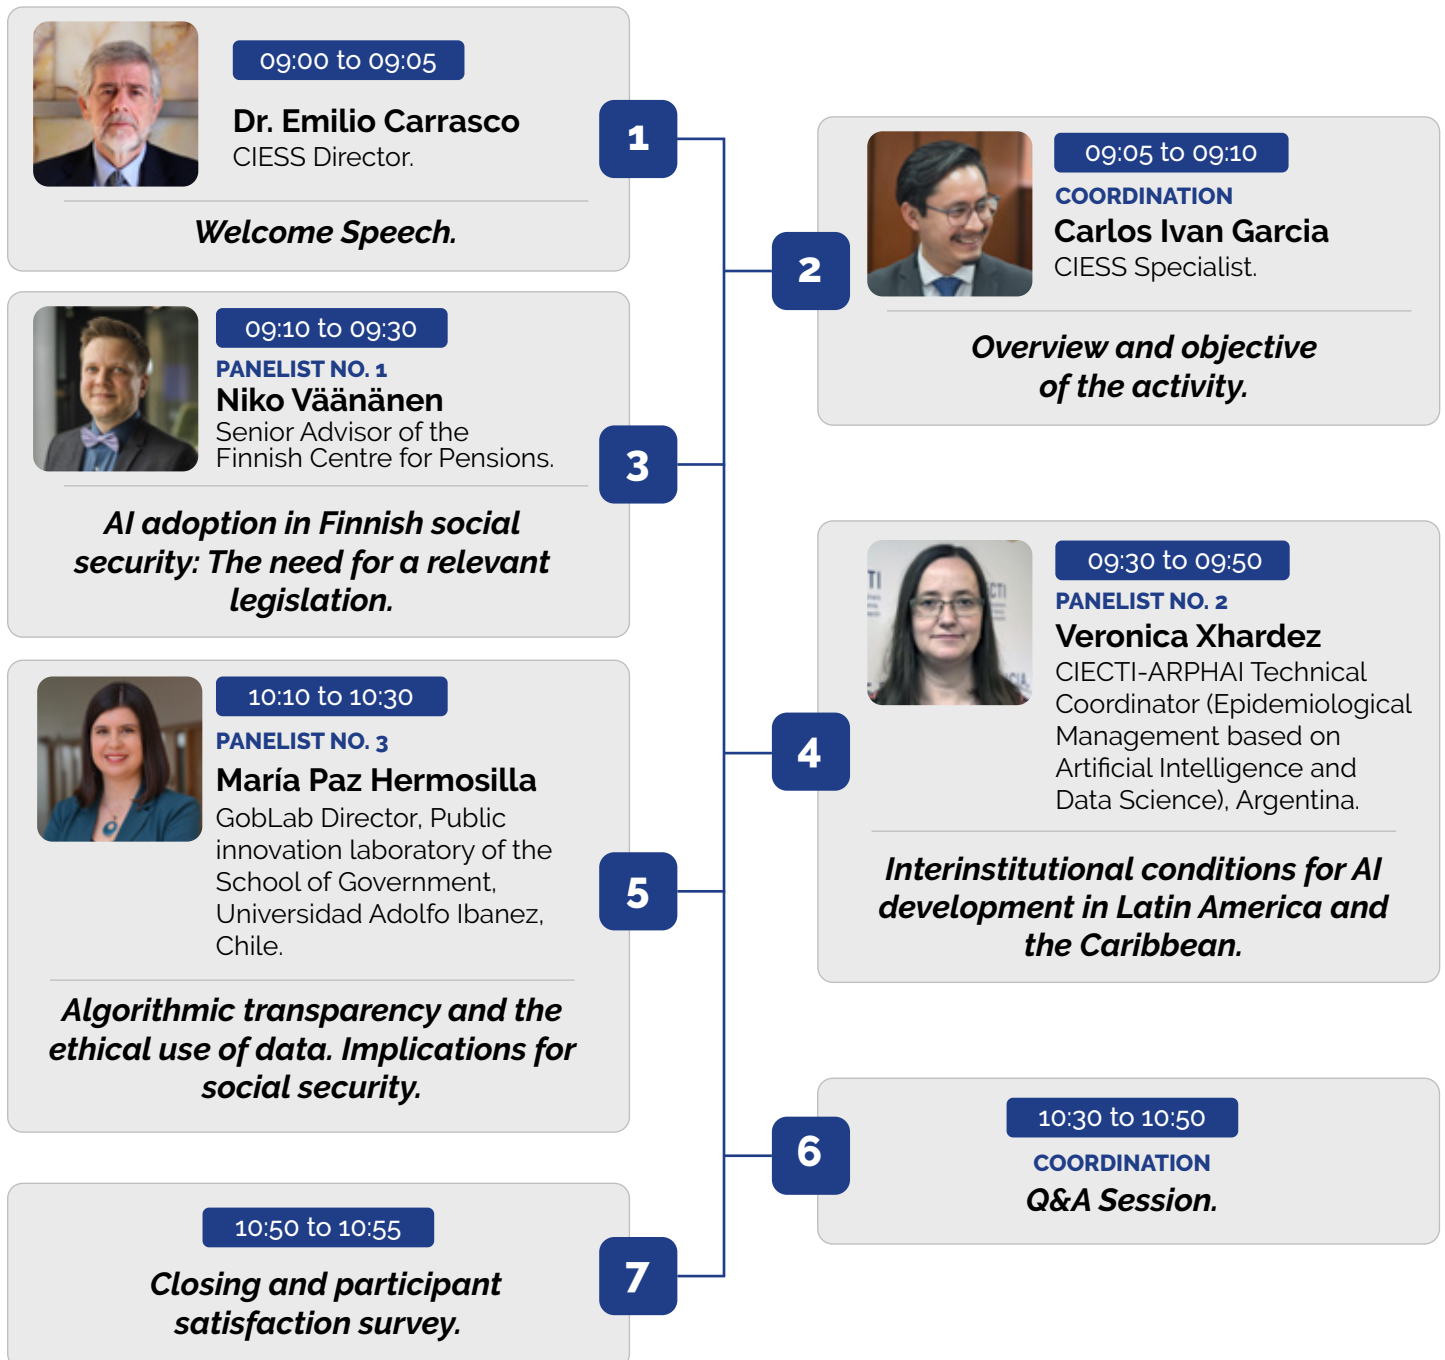 09:00 to 09:05
Dr. Emilio Carrasco
CIESS Director.
Welcome Speech.
1
09:05 to 09:10
COORDINATION
Carlos Ivan Garcia
CIESS Specialist.
Overview and objective
of the activity.
2
09:10 to 09:30
PANELIST NO. 1
Niko Väänänen
Senior Advisor of the
Finnish Centre for Pensions.
AI adoption in Finnish social
security: The need for a relevant
legislation.
3
09:30 to 09:50
PANELIST NO. 2
Veronica Xhardez
CIECTI-ARPHAI Technical
Coordinator (Epidemiological
Management based on
Artificial Intelligence and
Data Science), Argentina.
Interinstitutional conditions for AI
development in Latin America and
the Caribbean.
4
10:10 to 10:30
PANELIST NO. 3
María Paz Hermosilla
GobLab Director, Public
innovation laboratory of the
School of Government,
Universidad Adolfo Ibanez,
Chile.
Algorithmic transparency and the
ethical use of data. Implications for
social security.
5
10:30 to 10:50
COORDINATION
Q&A Session.
6
10:50 to 10:55
Closing and participant
satisfaction survey.
7